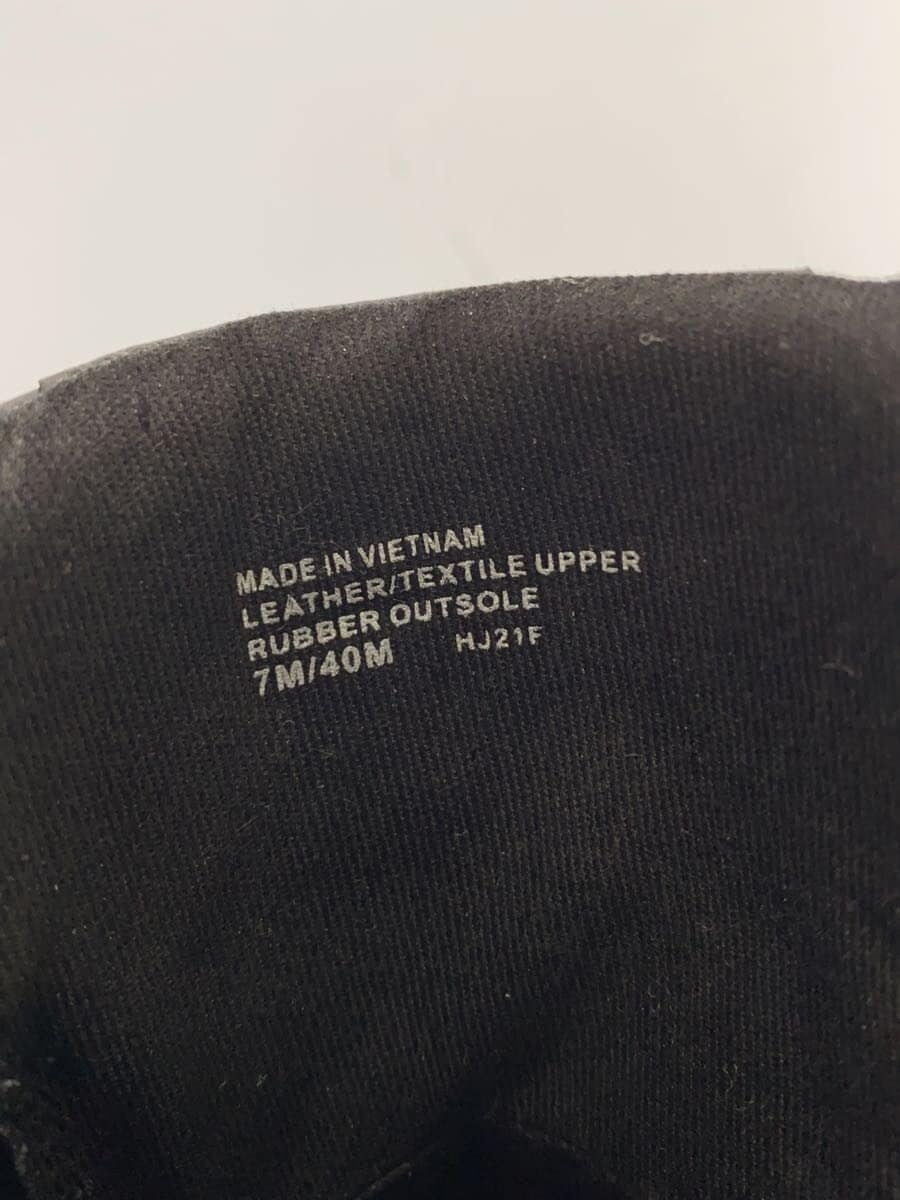 MADE IN VIETNAM
LEATHER/TEXTILE UPPER
RUBBER OUTSOLE
7M/40M HJ21F